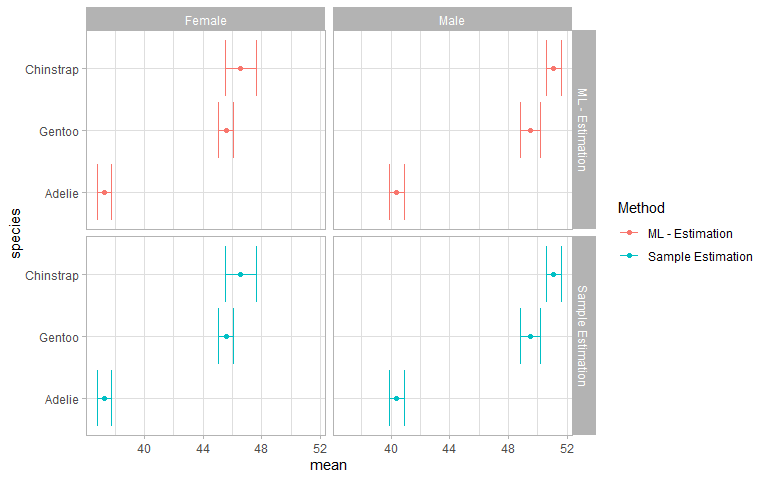 Female
Male
Chinstrap
Gentoo
Adelie
ML - Estimation
species
Chinstrap
Gentoo
Adelie
Sample Estimation
40
44
48
52
40
44
48
52
mean
Method
ML - Estimation
Sample Estimation